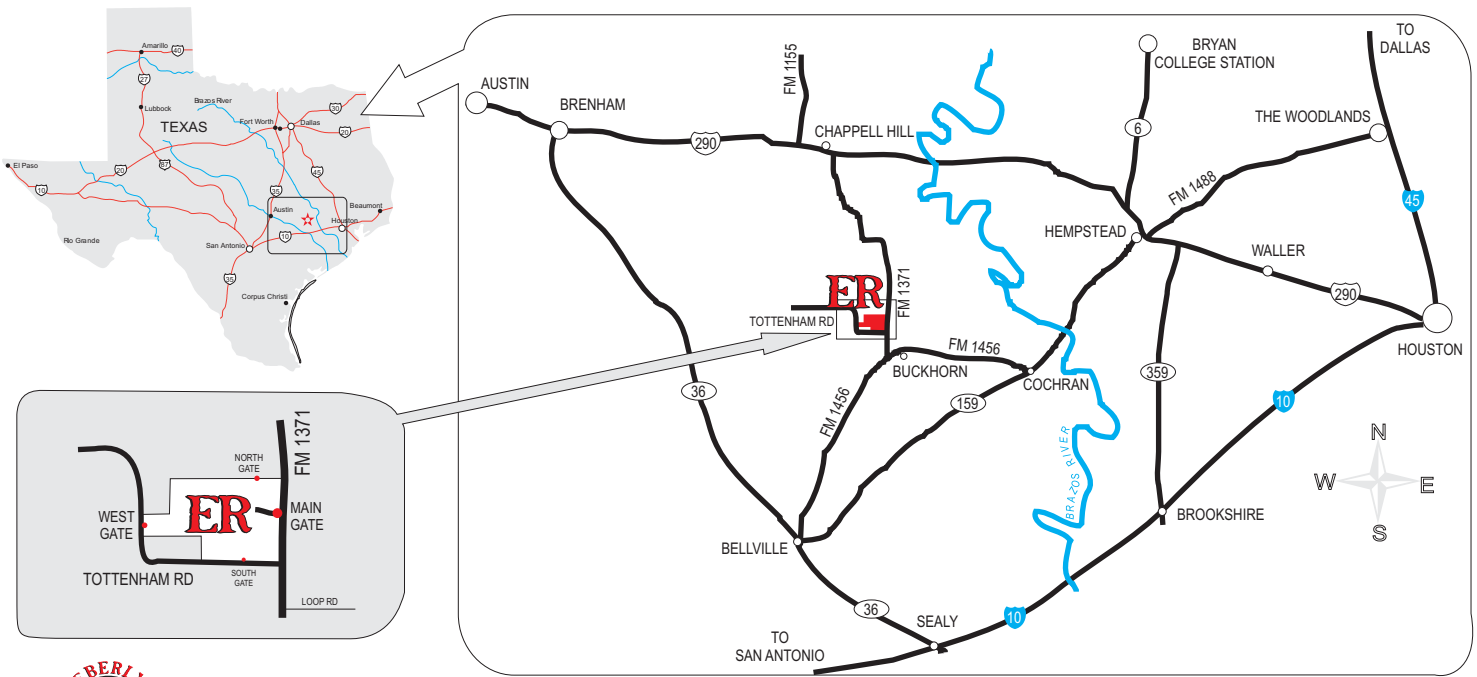 Amarillo
40
27
Lubbock
Brazos River
30
TEXAS
Fort Worth
Dallas
20
El Paso
20
87
45
10
35
Austin
Beaumont
Houston
10
San Antonio
Rio Grande
35
Corpus Christi
TO
DALLAS
BRYAN
COLLEGE STATION
FM 1155
AUSTIN
BRENHAM
290
CHAPPELL HILL
6
THE WOODLANDS
FM 1488
45
HEMPSTEAD
WALLER
290
HOUSTON
ER
FM 1371
TOTTENHAM RD
FM 1456
BUCKHORN
COCHRAN
359
36
FM 1456
159
10
BRAZOS RIVER
N
W
E
S
BROOKSHIRE
BELLVILLE
36
SEALY
10
TO
SAN ANTONIO
FM 1371
NORTH
GATE
ER
MAIN
GATE
WEST
GATE
TOTTENHAM RD
SOUTH
GATE
LOOP RD